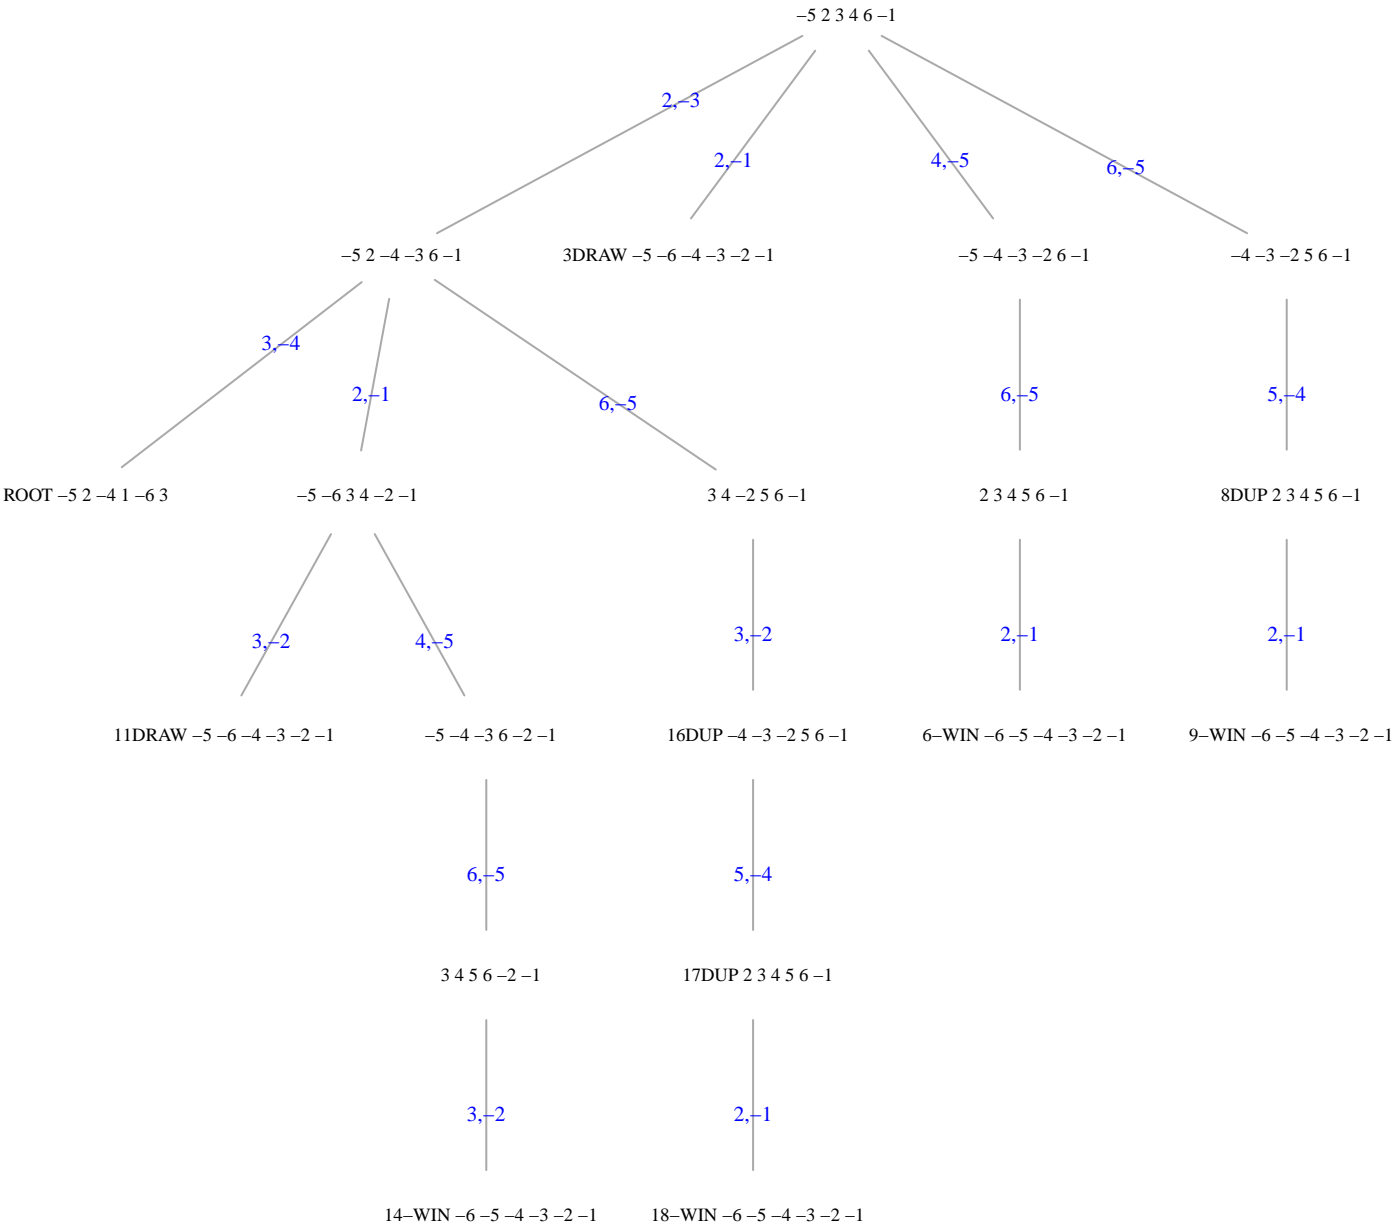 –5 2 3 4 6 –1
2,–3
2,–1
4,–5
6,–5
–5 2 –4 –3 6 –1
3DRAW –5 –6 –4 –3 –2 –1
–5 –4 –3 –2 6 –1
–4 –3 –2 5 6 –1
3,–4
2,–1
6,–5
6,–5
5,–4
ROOT –5 2 –4 1 –6 3
–5 –6 3 4 –2 –1
3 4 –2 5 6 –1
2 3 4 5 6 –1
8DUP 2 3 4 5 6 –1
3,–2
4,–5
3,–2
2,–1
2,–1
11DRAW –5 –6 –4 –3 –2 –1
–5 –4 –3 6 –2 –1
16DUP –4 –3 –2 5 6 –1
6–WIN –6 –5 –4 –3 –2 –1
9–WIN –6 –5 –4 –3 –2 –1
6,–5
5,–4
3 4 5 6 –2 –1
17DUP 2 3 4 5 6 –1
3,–2
2,–1
14–WIN –6 –5 –4 –3 –2 –1
18–WIN –6 –5 –4 –3 –2 –1